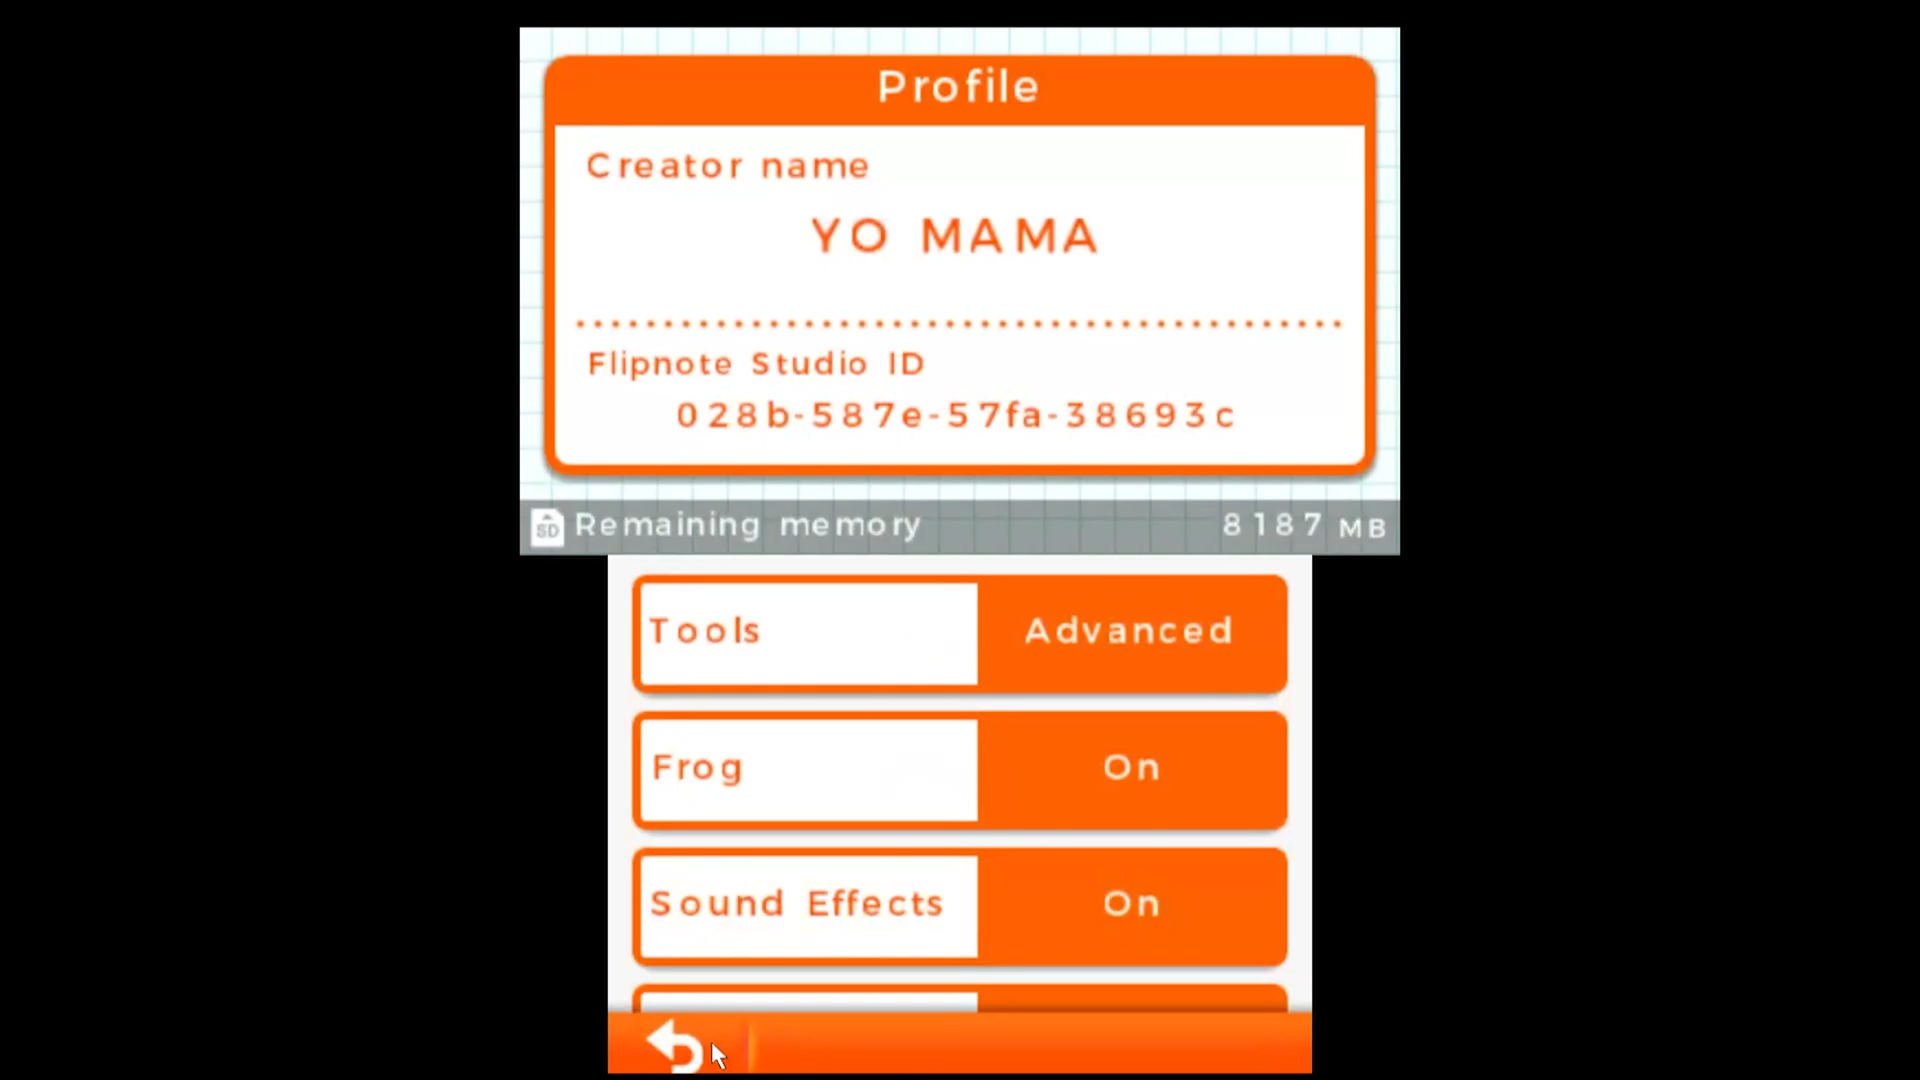 Profile
Creator name
YO MAMA
Flipnote Studio ID
028b-587e-57fa-38693c
SD Remaining memory 8187 MB
Tools Advanced
Frog On
Sound Effects On